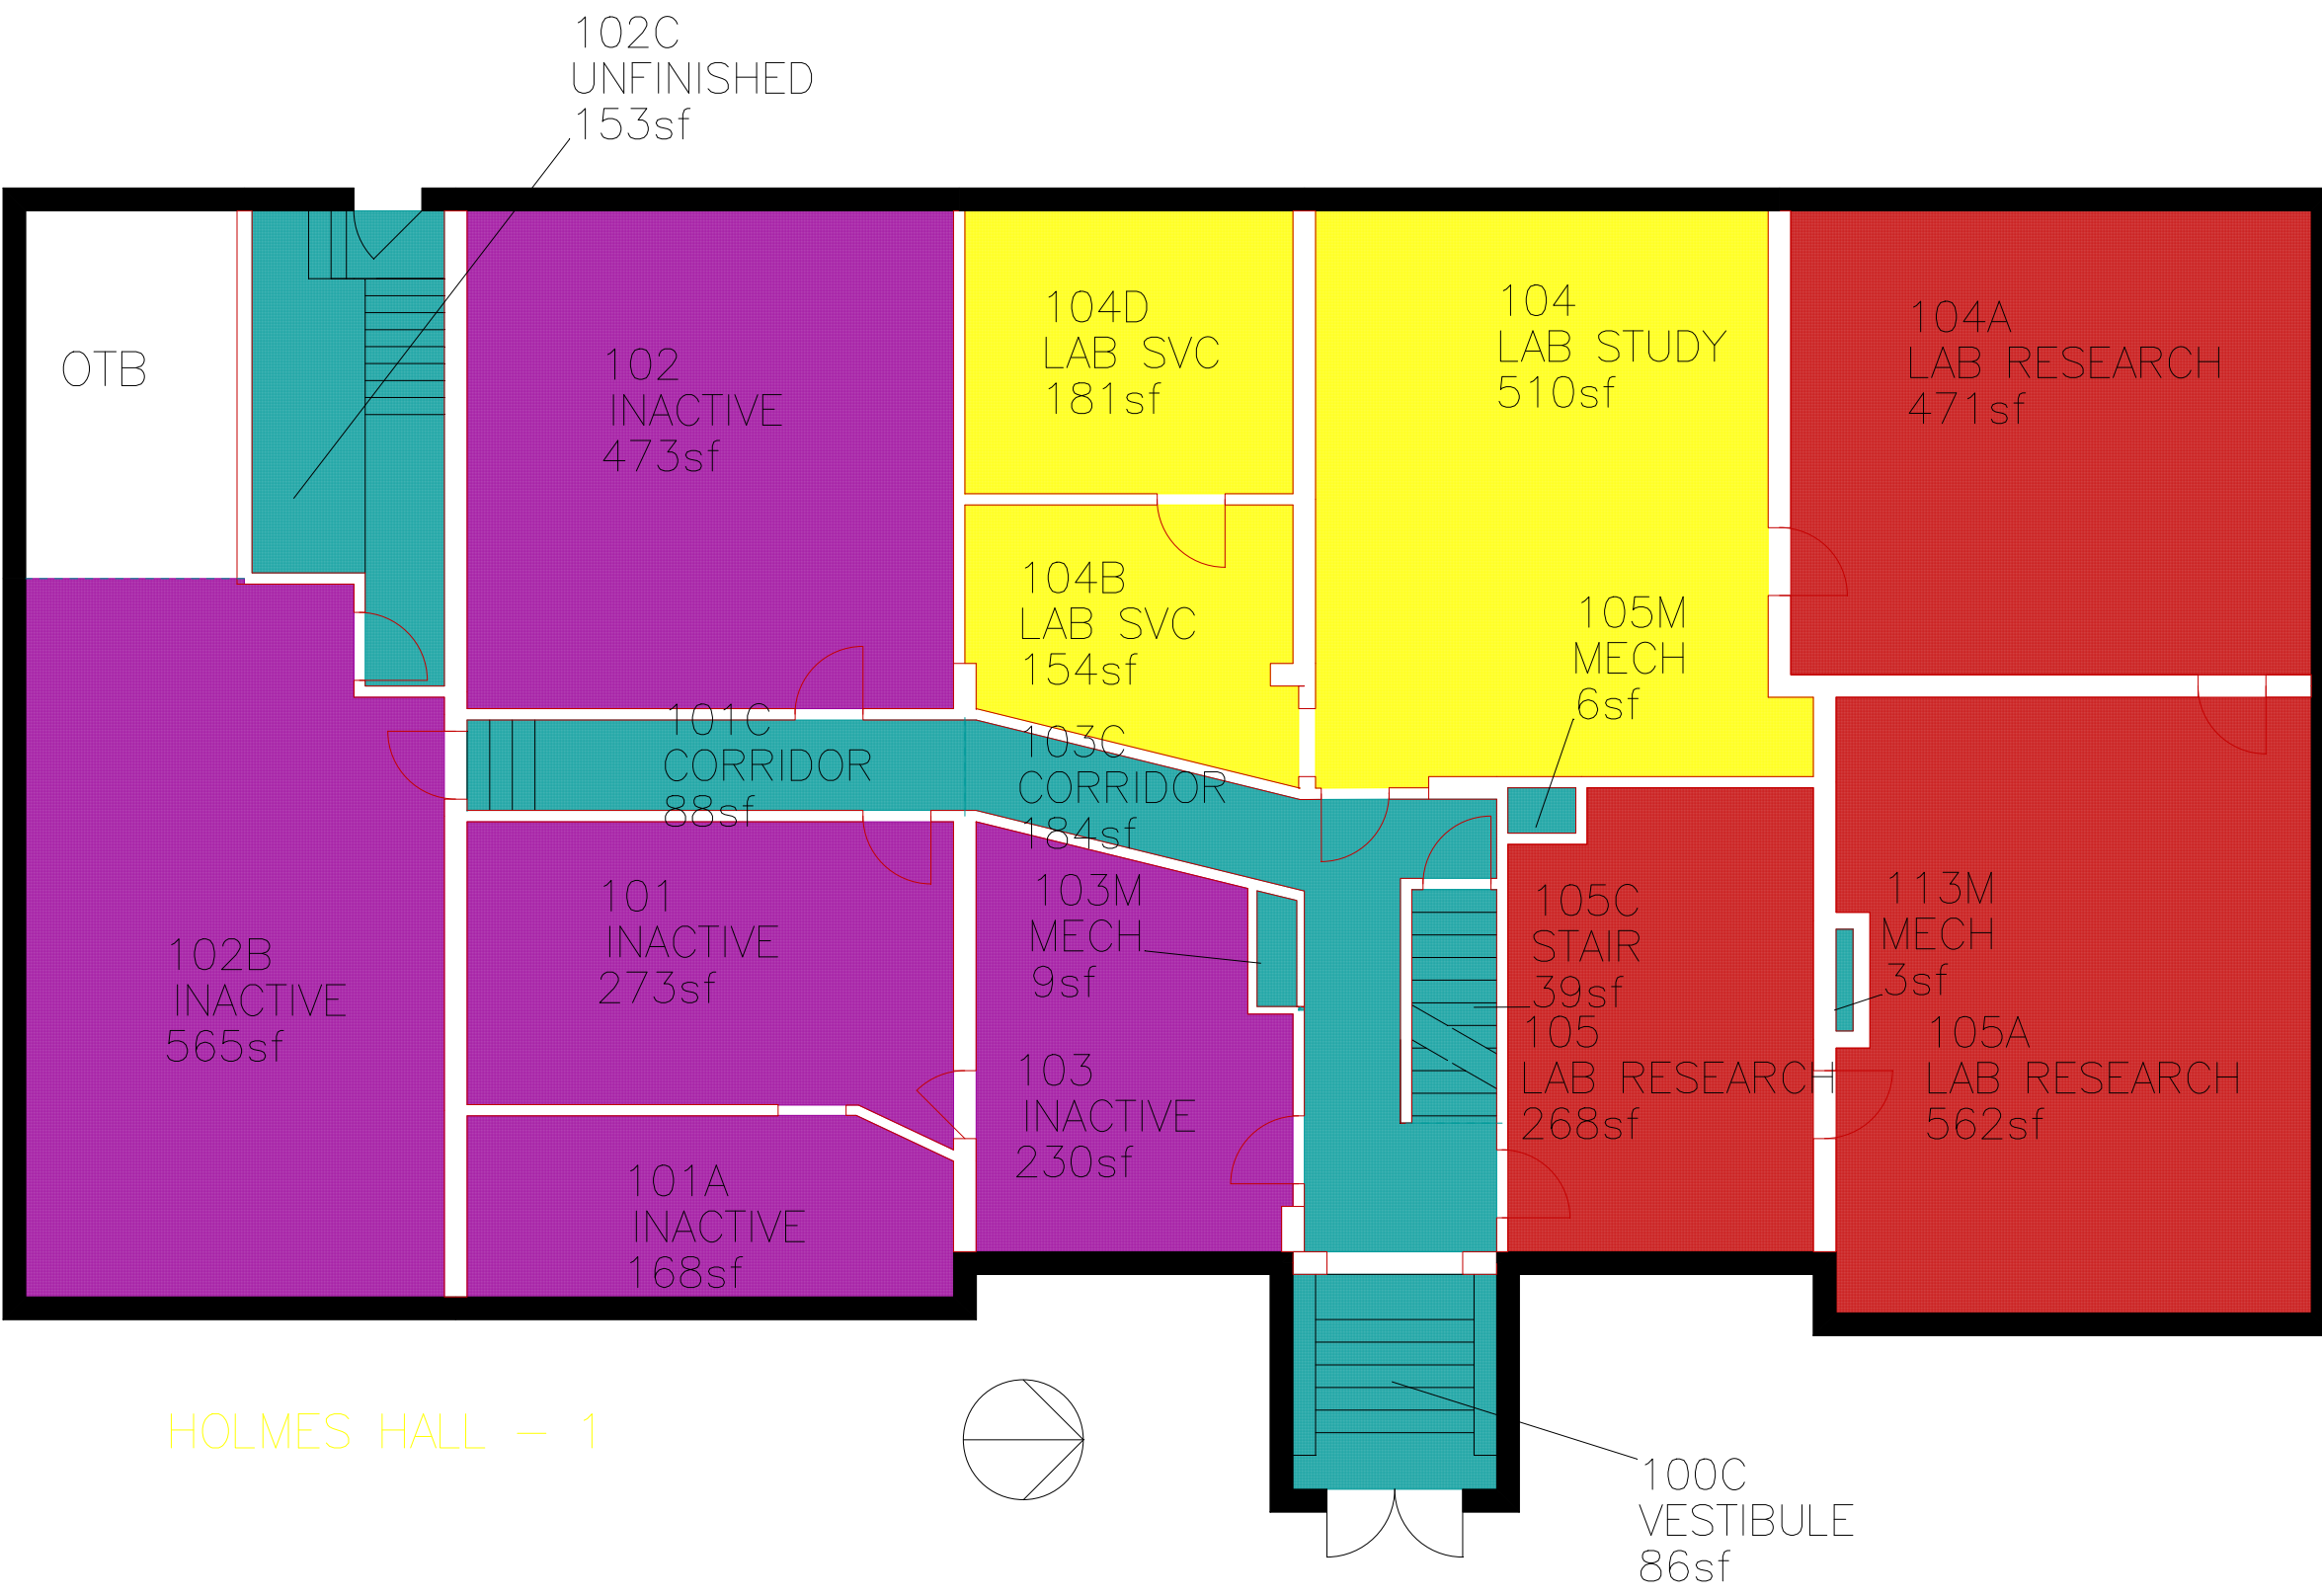 102C
UNFINISHED
153sf
OTB
102
INACTIVE
473sf
104D
LAB SVC
181sf
104
LAB STUDY
510sf
104A
LAB RESEARCH
471sf
104B
LAB SVC
154sf
105M
MECH
6sf
101C
CORRIDOR
88sf
103C
CORRIDOR
184sf
102B
INACTIVE
565sf
101
INACTIVE
273sf
103M
MECH
9sf
105C
STAIR
39sf
113M
MECH
3sf
105
LAB RESEARCH
268sf
105A
LAB RESEARCH
562sf
103
INACTIVE
230sf
101A
INACTIVE
168sf
HOLMES HALL - 1
100C
VESTIBULE
86sf